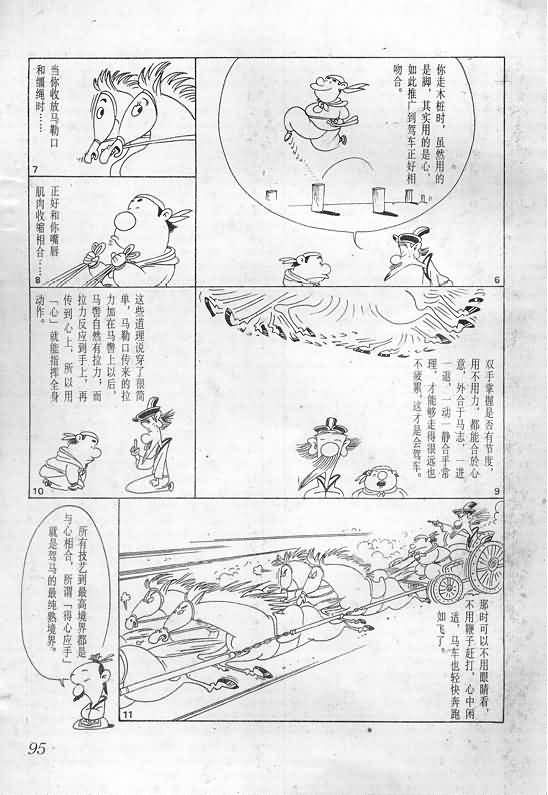 你走木桩时，虽然用的
是脚，其实用的是心，
如此推广到驾车正好相
吻合。
6
当你收放马勒口
和缰绳时……
7
正好和你嘴唇
肌肉收缩相合……
8
双手掌握是否有节度，
用不用力，都能合於心
意，外合于马志，一进
一退，一动一静合乎常
理，才能够走得很远也
不疲累。这才是会驾车。
9
这些道理说穿了很简
单，马勒口传来的拉
力加在马辔上以后，
马辔自然有拉力；而
拉力反应到手上，再
传到心上，所以用
「心」就能指挥全身
动作。
10
那时可以不用眼睛看，
不用鞭子赶打，心中闲
适，马车也轻快奔跑
如飞了。
11
所有技艺到最高境界都是
与心相合，所谓「得心应手」
就是驾马的最纯熟境界。
95